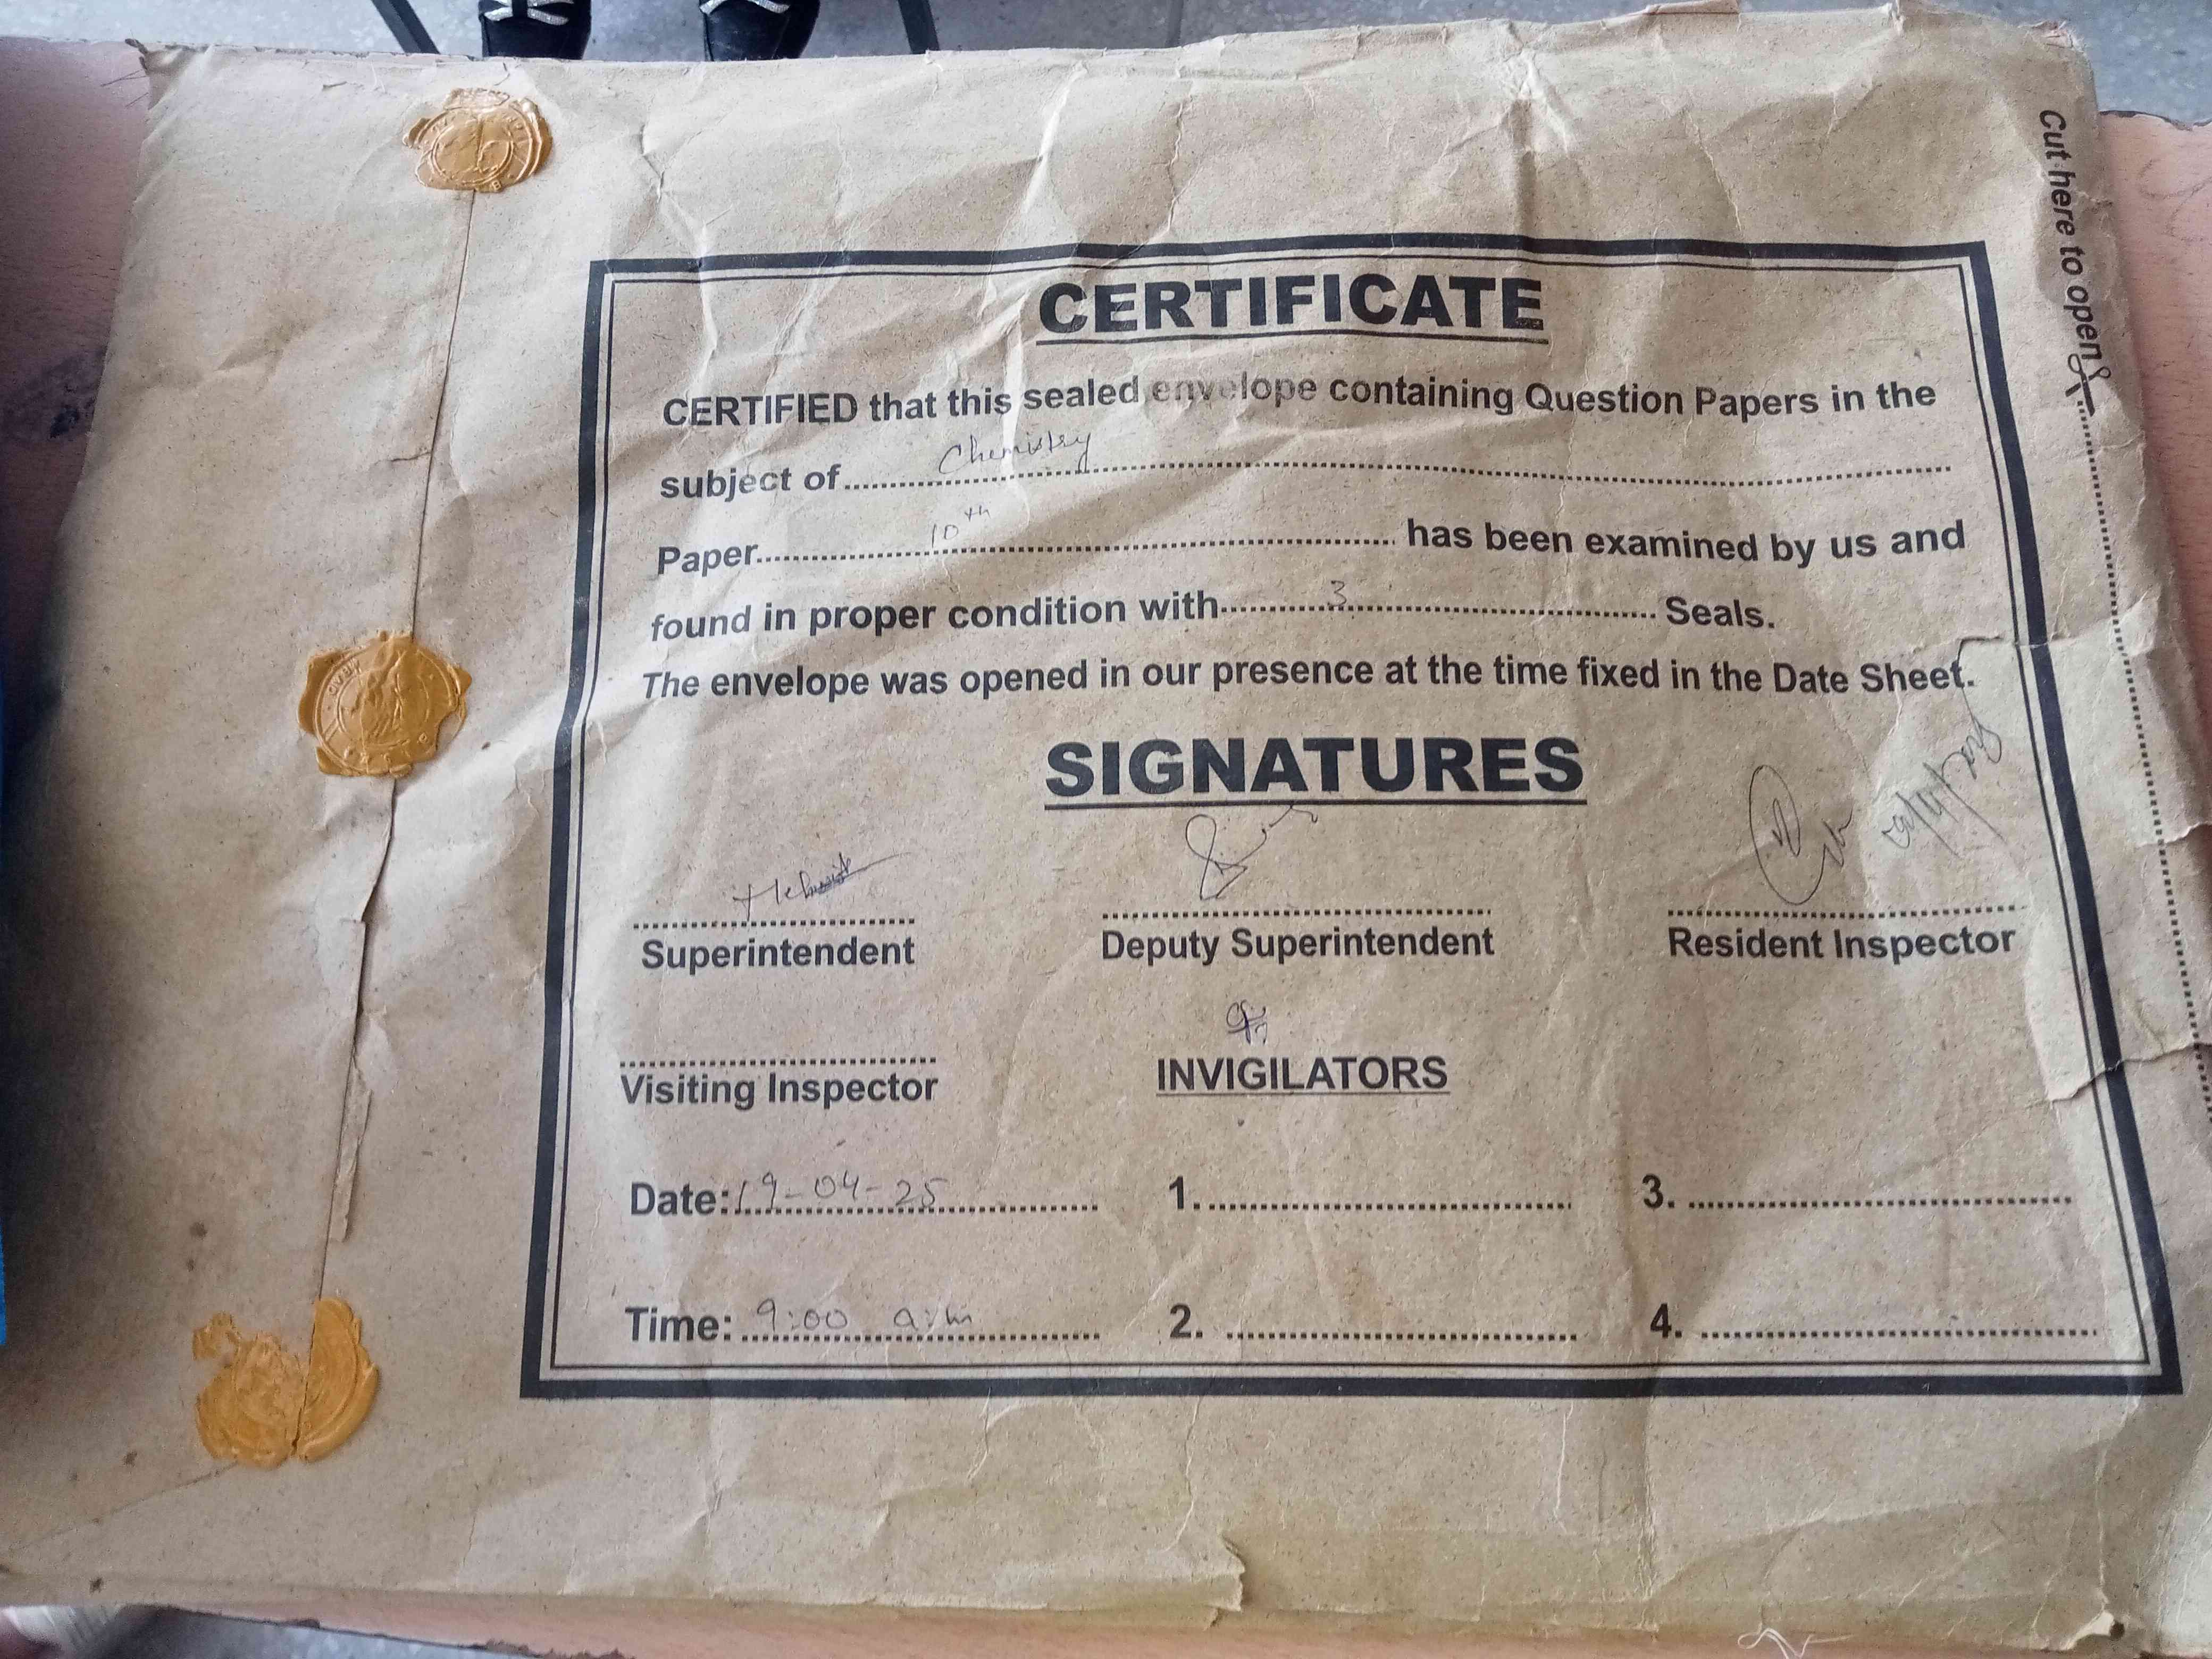 Cut here to open
CERTIFICATE
CERTIFIED that this sealed envelope containing Question Papers in the
subject of Chemistry
Paper 10th has been examined by us and
found in proper condition with 3 Seals.
The envelope was opened in our presence at the time fixed in the Date Sheet.
SIGNATURES
Superintendent Deputy Superintendent Resident Inspector
Visiting Inspector INVIGILATORS
Date: 19-04-25 1. 3.
Time: 9:00 a.m 2. 4.